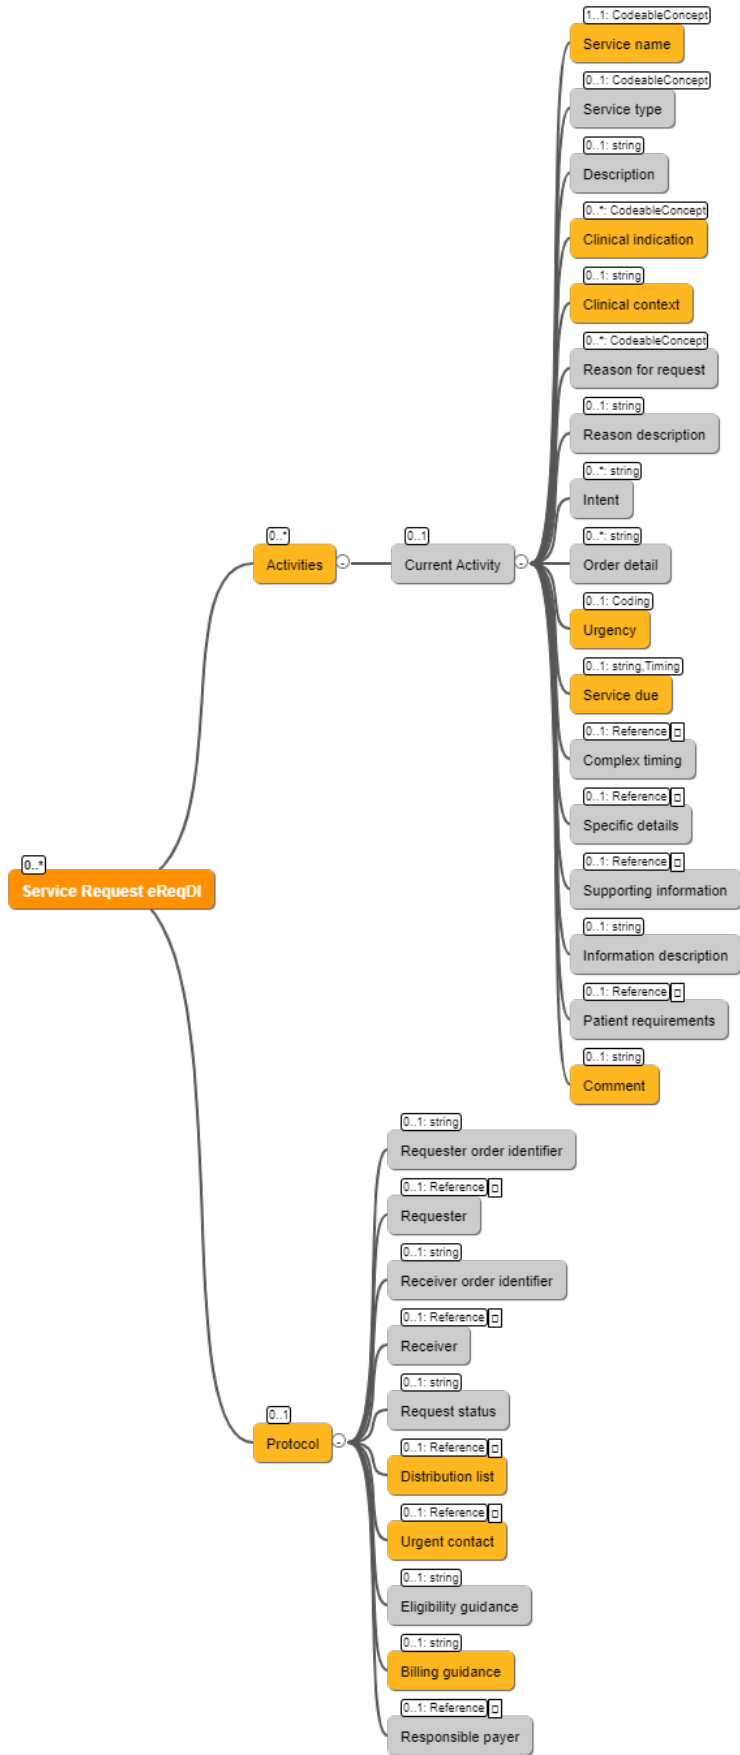 1..1: CodeableConcept
Service name
0..1: CodeableConcept
Service type
0..1: string
Description
0..*: CodeableConcept
Clinical indication
0..1: string
Clinical context
0..*: CodeableConcept
Reason for request
0..1: string
Reason description
0..*: string
Intent
0..*
Activities
0..1
Current Activity
0..*: string
Order detail
0..1: Coding
Urgency
0..1: string,Timing
Service due
0..1: Reference
Complex timing
0..1: Reference
Specific details
0..*
Service Request eReqDI
0..1: Reference
Supporting information
0..1: string
Information description
0..1: Reference
Patient requirements
0..1: string
Comment
0..1: string
Requester order identifier
0..1: Reference
Requester
0..1: string
Receiver order identifier
0..1: Reference
Receiver
0..1: string
Request status
0..1
Protocol
0..1: Reference
Distribution list
0..1: Reference
Urgent contact
0..1: string
Eligibility guidance
0..1: string
Billing guidance
0..1: Reference
Responsible payer